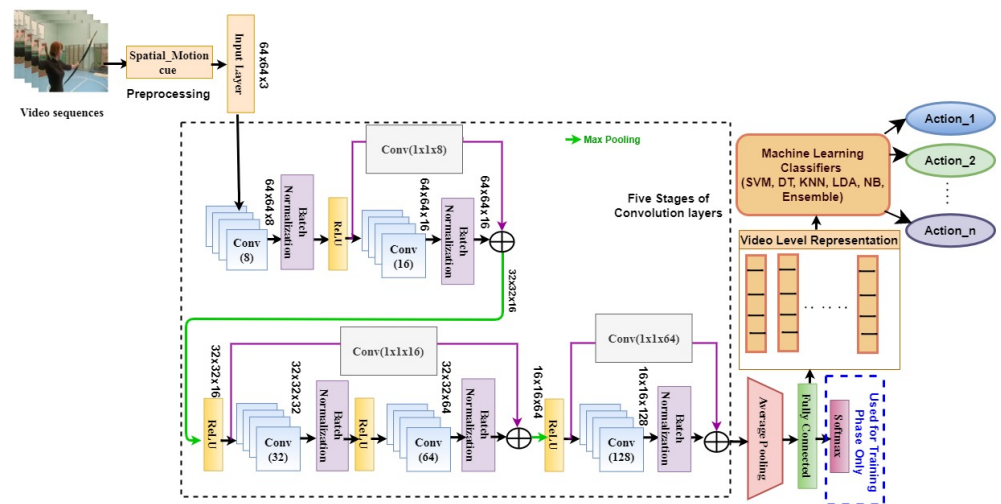 Video sequences
Spatial_Motion
cue
Preprocessing
Input Layer
64x64x3
Conv
(8)
64x64x8
Batch
Normalization
ReLU
Conv(1x1x8)
Conv
(16)
64x64x16
Batch
Normalization
64x64x16
Max Pooling
Five Stages of
Convolution layers
32x32x16
32x32x16
ReLU
Conv(1x1x16)
Conv
(32)
32x32x32
Batch
Normalization
ReLU
Conv
(64)
32x32x64
Batch
Normalization
16x16x64
ReLU
Conv(1x1x64)
Conv
(128)
16x16x128
Batch
Normalization
Average Pooling
Fully Connected
Softmax
Used for Training
Phase Only
Video Level Representation
Machine Learning
Classifiers
(SVM, DT, KNN, LDA, NB,
Ensemble)
Action_1
Action_2
Action_n